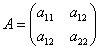 A = ( a11 a12
a12 a22 )